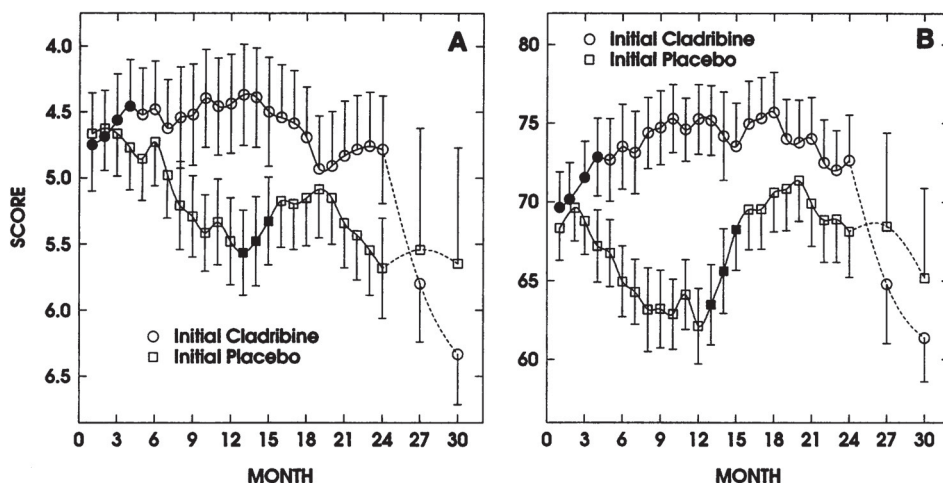 A
4.0
4.5
5.0
5.5
6.0
6.5
SCORE
Initial Cladribine
Initial Placebo
0 3 6 9 12 15 18 21 24 27 30
MONTH
B
Initial Cladribine
Initial Placebo
80
75
70
65
60
0 3 6 9 12 15 18 21 24 27 30
MONTH